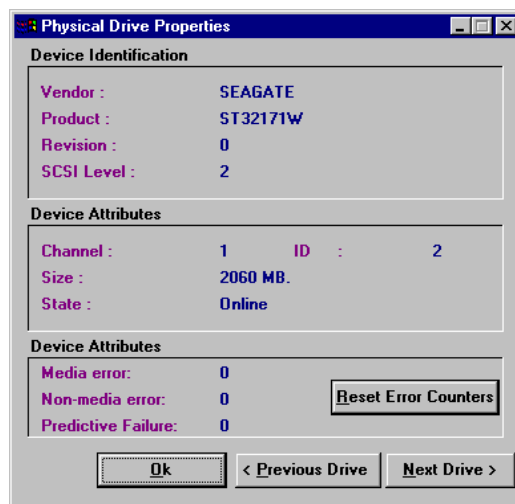 Physical Drive Properties
Device Identification
Vendor : SEAGATE
Product : ST32171W
Revision : 0
SCSI Level : 2
Device Attributes
Channel : 1 ID : 2
Size : 2060 MB.
State : Online
Device Attributes
Media error: 0
Non-media error: 0
Predictive Failure: 0
Reset Error Counters
Ok < Previous Drive Next Drive >